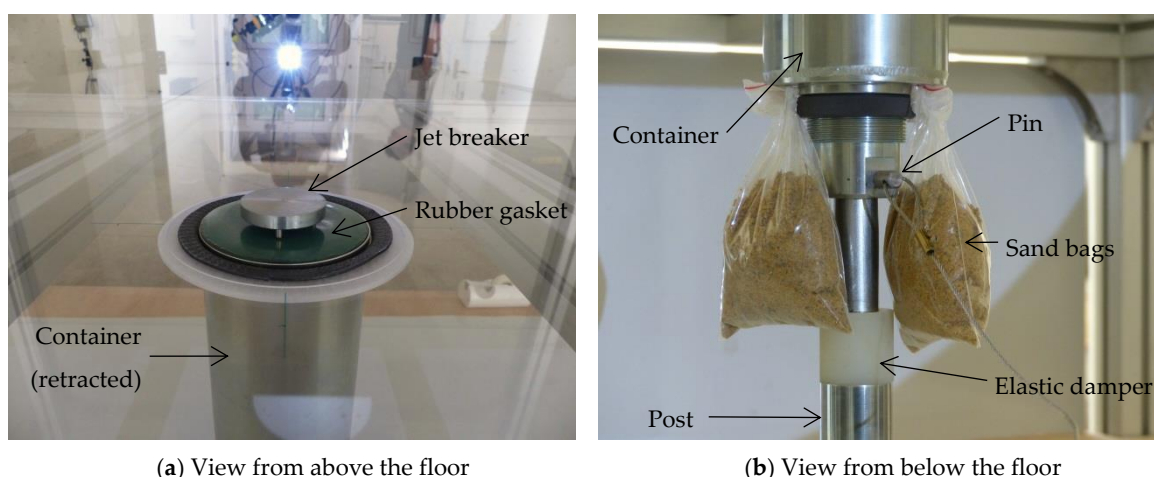 Jet breaker
Rubber gasket
Container
(retracted)
Container
Pin
Sand bags
Elastic damper
Post
(a) View from above the floor
(b) View from below the floor